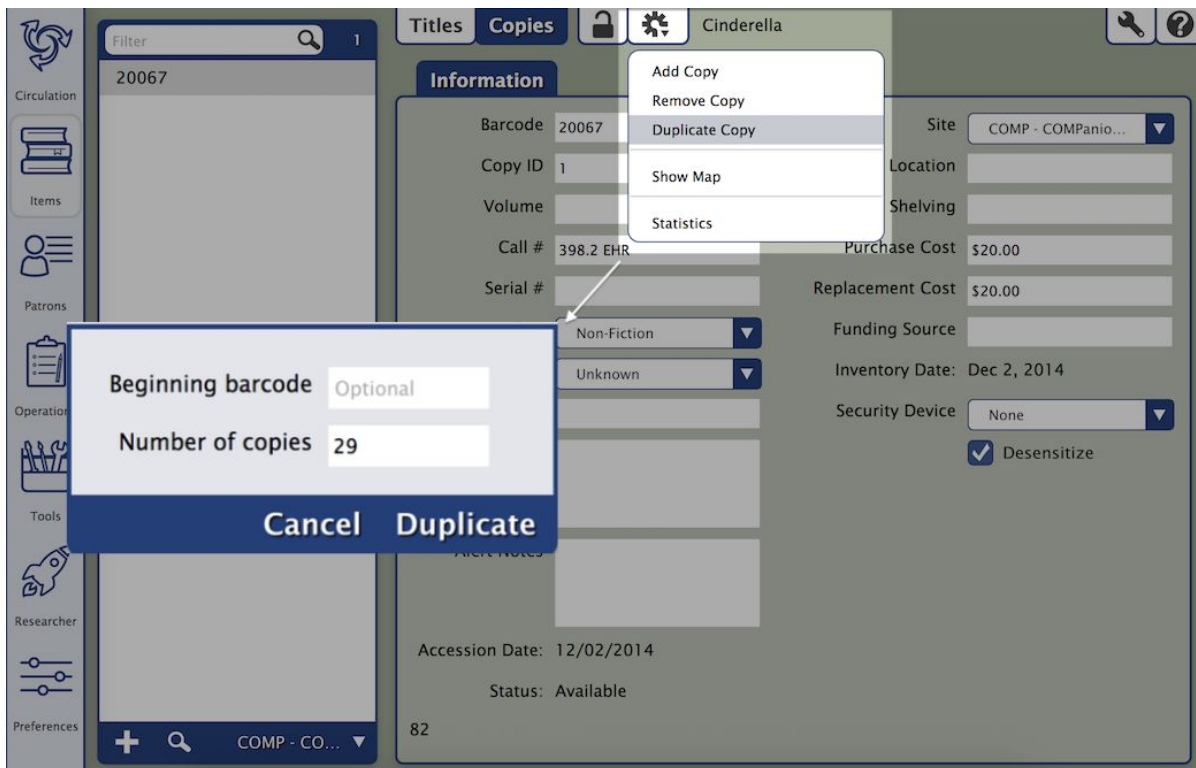 Circulation
Items
Patrons
Operation
Tools
Researcher
Preferences
Filter 1
20067
COMP - CO...
Titles Copies Cinderella
Add Copy
Remove Copy
Duplicate Copy
Show Map
Statistics
Information
Barcode 20067
Copy ID 1
Volume
Call # 398.2 EHR
Serial #
Non-Fiction
Unknown
Alert Notes
Accession Date: 12/02/2014
Status: Available
82
Site COMP - COMPanio...
Location
Shelving
Purchase Cost $20.00
Replacement Cost $20.00
Funding Source
Inventory Date: Dec 2, 2014
Security Device None
Desensitize
Beginning barcode Optional
Number of copies 29
Cancel Duplicate